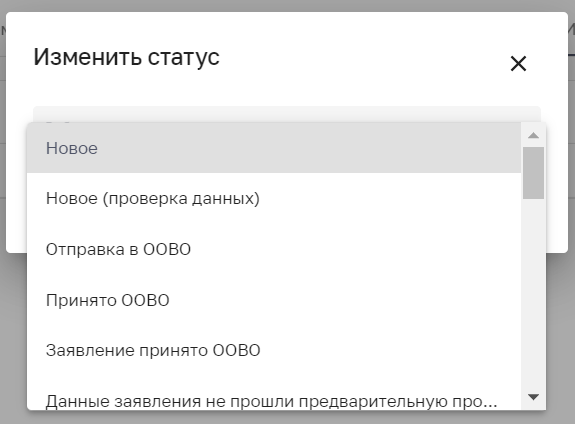 Изменить статус
Новое
Новое (проверка данных)
Отправка в ООВО
Принято ООВО
Заявление принято ООВО
Данные заявления не прошли предварительную про...